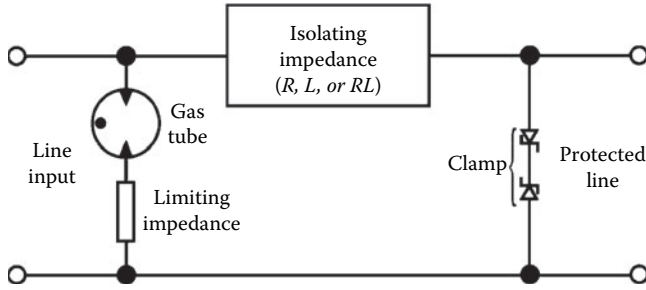 Isolating
impedance
(R, L, or RL)
Gas
tube
Line
input
Limiting
impedance
Clamp
Protected
line